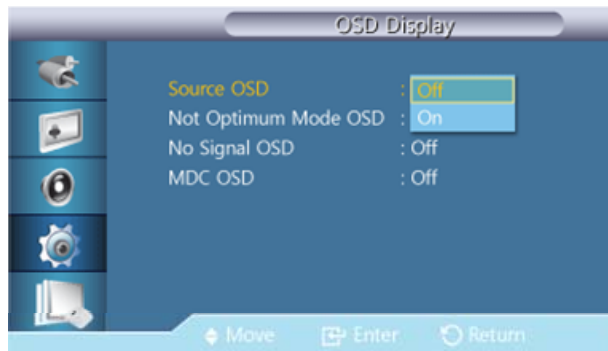 OSD Display
Source OSD : Off
Not Optimum Mode OSD : On
No Signal OSD : Off
MDC OSD : Off
Move Enter Return